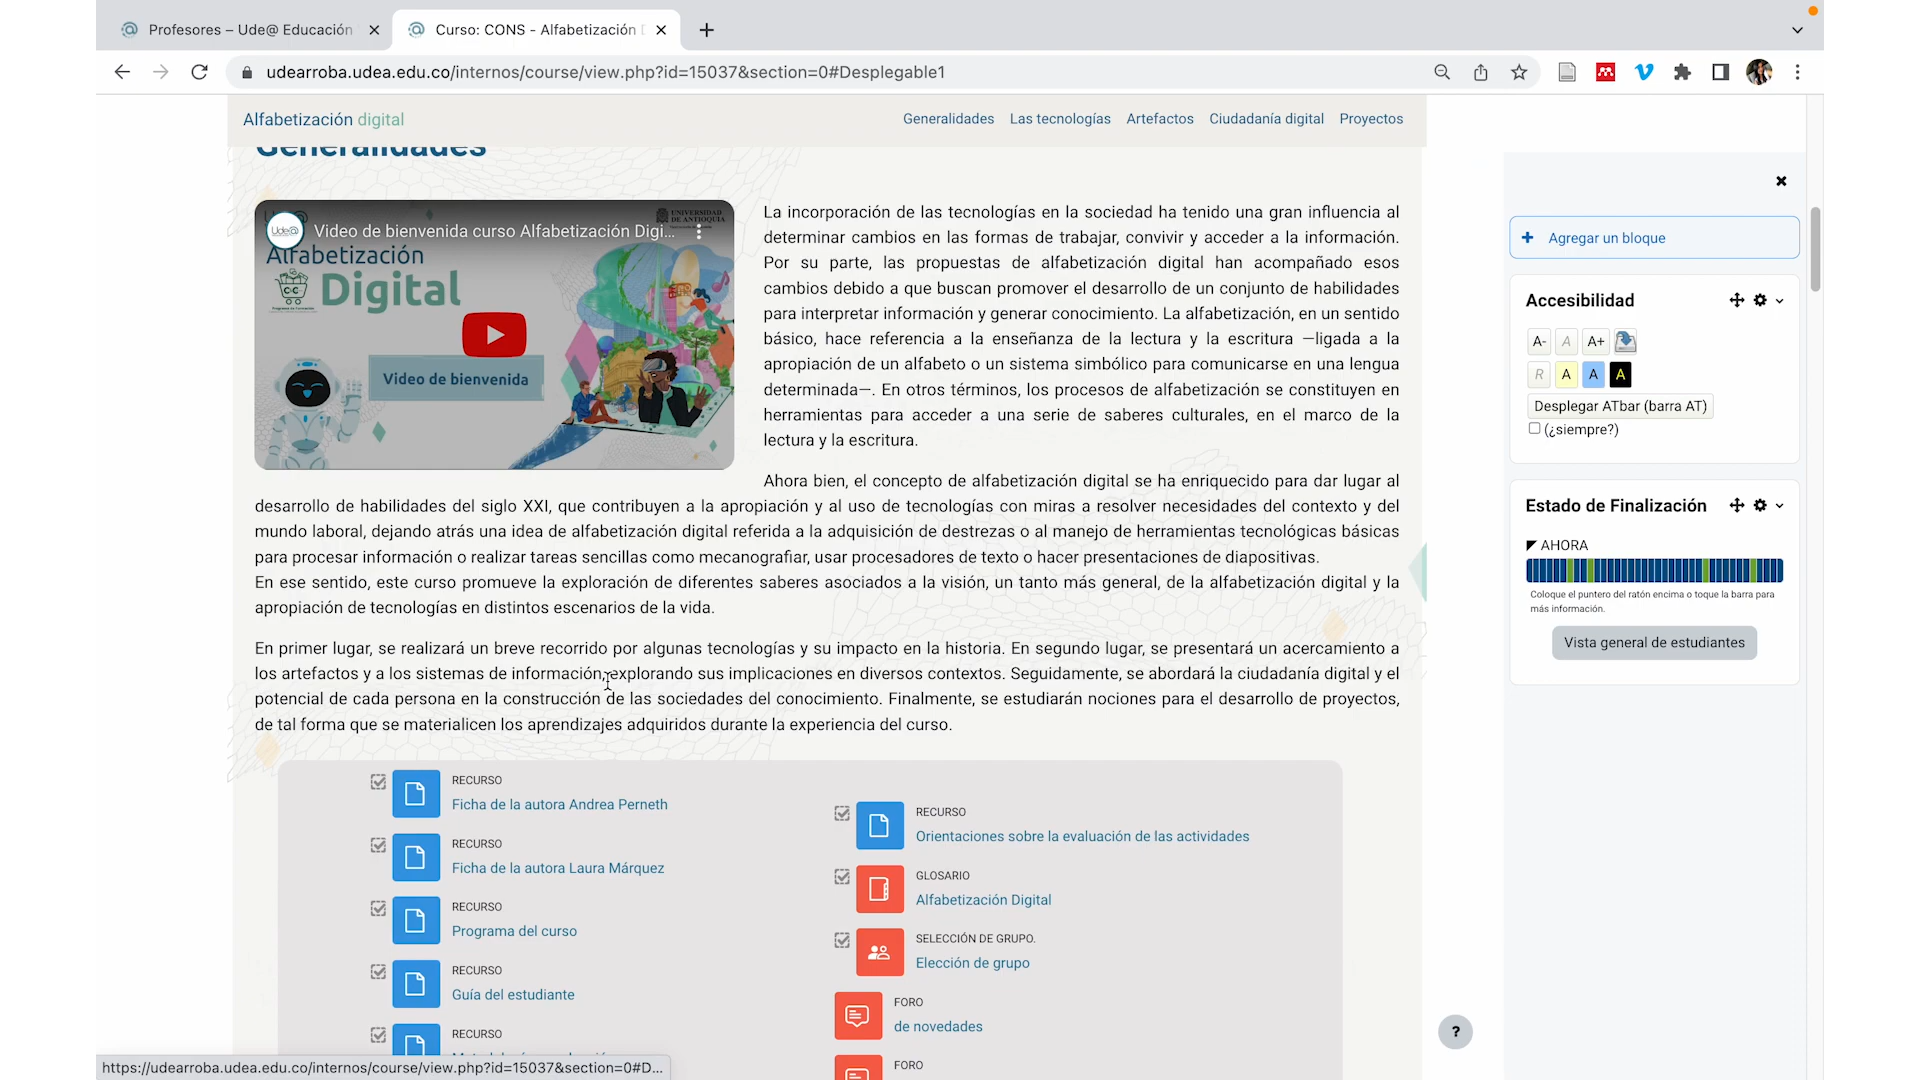 Profesores – Ude@ Educación
Curso: CONS - Alfabetización D
udearroba.udea.edu.co/internos/course/view.php?id=15037&section=0#Desplegable1
Alfabetización digital
Generalidades
Las tecnologías
Artefactos
Ciudadanía digital
Proyectos
Generalidades
Ude@
UNIVERSIDAD
DE ANTIOQUIA
Video de bienvenida curso Alfabetización Digi...
Alfabetización
Digital
Video de bienvenida
La incorporación de las tecnologías en la sociedad ha tenido una gran influencia al
determinar cambios en las formas de trabajar, convivir y acceder a la información.
Por su parte, las propuestas de alfabetización digital han acompañado esos
cambios debido a que buscan promover el desarrollo de un conjunto de habilidades
para interpretar información y generar conocimiento. La alfabetización, en un sentido
básico, hace referencia a la enseñanza de la lectura y la escritura —ligada a la
apropiación de un alfabeto o un sistema simbólico para comunicarse en una lengua
determinada—. En otros términos, los procesos de alfabetización se constituyen en
herramientas para acceder a una serie de saberes culturales, en el marco de la
lectura y la escritura.
Ahora bien, el concepto de alfabetización digital se ha enriquecido para dar lugar al
desarrollo de habilidades del siglo XXI, que contribuyen a la apropiación y al uso de tecnologías con miras a resolver necesidades del contexto y del
mundo laboral, dejando atrás una idea de alfabetización digital referida a la adquisición de destrezas o al manejo de herramientas tecnológicas básicas
para procesar información o realizar tareas sencillas como mecanografiar, usar procesadores de texto o hacer presentaciones de diapositivas.
En ese sentido, este curso promueve la exploración de diferentes saberes asociados a la visión, un tanto más general, de la alfabetización digital y la
apropiación de tecnologías en distintos escenarios de la vida.
En primer lugar, se realizará un breve recorrido por algunas tecnologías y su impacto en la historia. En segundo lugar, se presentará un acercamiento a
los artefactos y a los sistemas de información, explorando sus implicaciones en diversos contextos. Seguidamente, se abordará la ciudadanía digital y el
potencial de cada persona en la construcción de las sociedades del conocimiento. Finalmente, se estudiarán nociones para el desarrollo de proyectos,
de tal forma que se materialicen los aprendizajes adquiridos durante la experiencia del curso.
RECURSO
Ficha de la autora Andrea Perneth
RECURSO
Ficha de la autora Laura Márquez
RECURSO
Programa del curso
RECURSO
Guía del estudiante
RECURSO
RECURSO
Orientaciones sobre la evaluación de las actividades
GLOSARIO
Alfabetización Digital
SELECCIÓN DE GRUPO.
Elección de grupo
FORO
de novedades
FORO
Agregar un bloque
Accesibilidad
A- A A+
R A A A
Desplegar ATbar (barra AT)
(¿siempre?)
Estado de Finalización
AHORA
Coloque el puntero del ratón encima o toque la barra para
más información.
Vista general de estudiantes
?
https://udearroba.udea.edu.co/internos/course/view.php?id=15037&section=0#D...